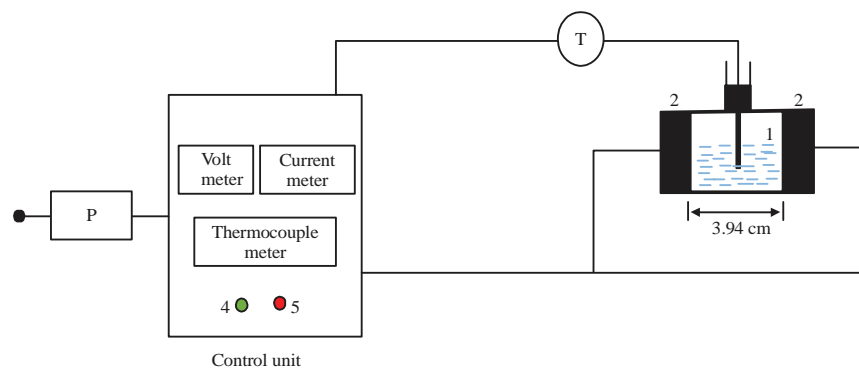 T
2
2
1
Volt
meter
Current
meter
P
3.94 cm
Thermocouple
meter
4
5
Control unit